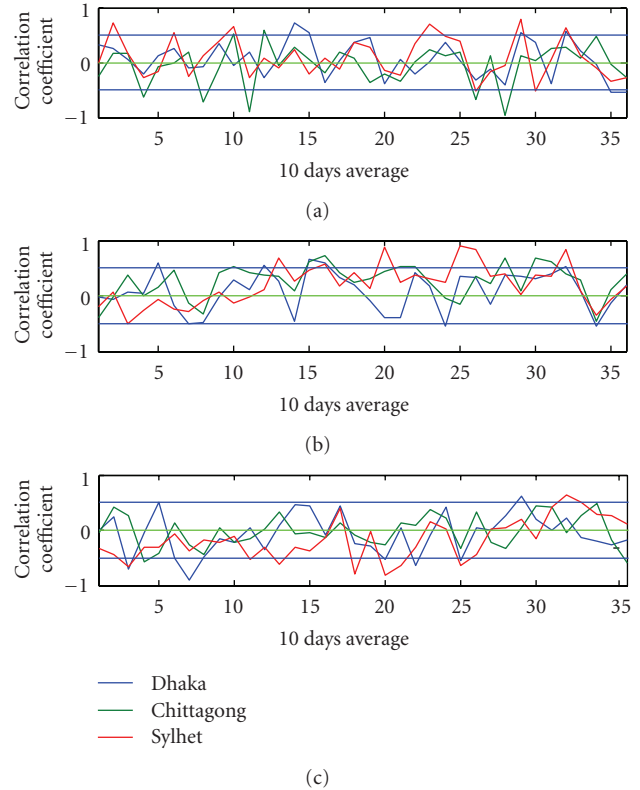 1
Correlation
coefficient
0
−1
5 10 15 20 25 30 35
10 days average
(a)
1
Correlation
coefficient
0
−1
5 10 15 20 25 30 35
10 days average
(b)
1
Correlation
coefficient
0
−1
5 10 15 20 25 30 35
10 days average
Dhaka
Chittagong
Sylhet
(c)